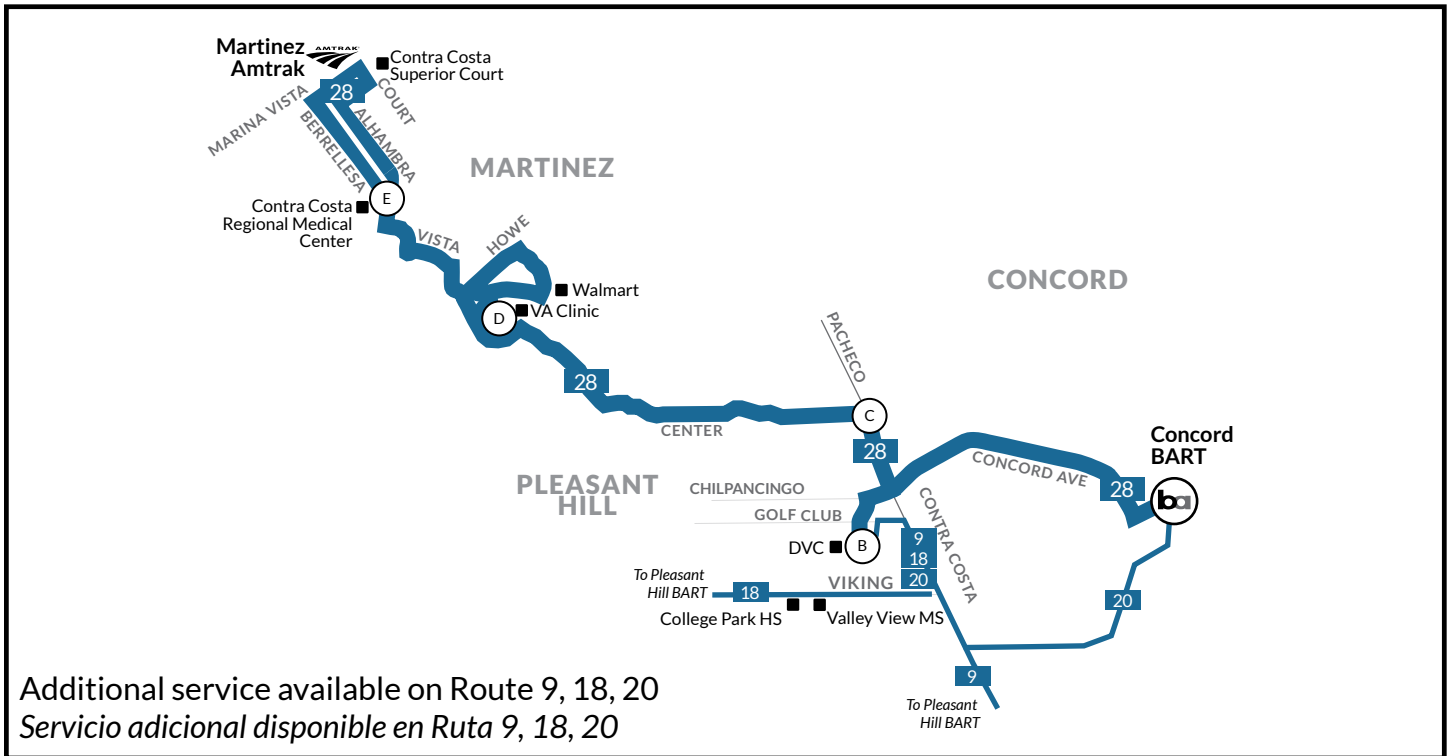 Martinez
Amtrak
AMTRAK
Contra Costa
Superior Court
28
MARINA VISTA
COURT
BERRELLESA
ALHAMBRA
MARTINEZ
E
Contra Costa
Regional Medical
Center
VISTA
HOWE
Walmart
D
VA Clinic
CONCORD
PACHECO
28
C
CENTER
28
Concord
BART
CONCORD AVE
28
ba
PLEASANT
HILL
CHILPANCINGO
GOLF CLUB
CONTRA COSTA
DVC
B
9
18
20
To Pleasant
Hill BART
18
VIKING
College Park HS
Valley View MS
20
9
To Pleasant
Hill BART
Additional service available on Route 9, 18, 20
Servicio adicional disponible en Ruta 9, 18, 20